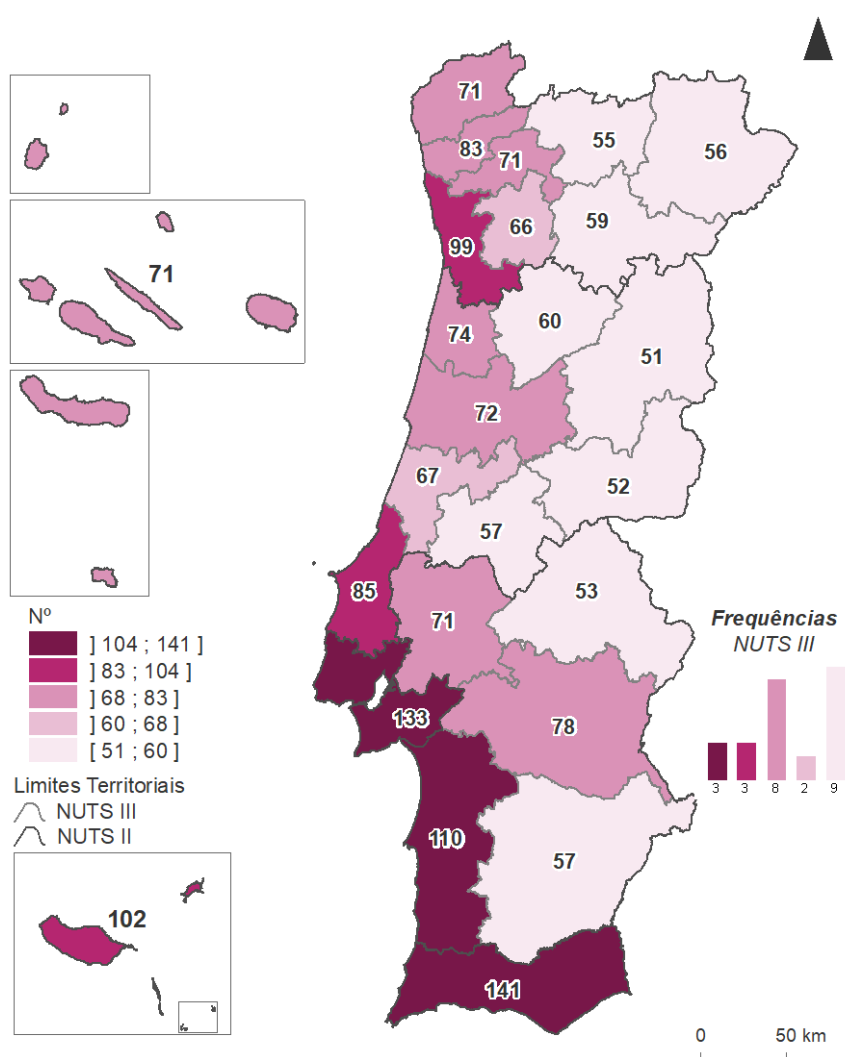 71
83
71
55
56
99
66
59
71
74
60
51
72
67
52
57
85
71
53
133
78
110
57
141
102
Nº
] 104 ; 141 ]
] 83 ; 104 ]
] 68 ; 83 ]
] 60 ; 68 ]
[ 51 ; 60 ]
Limites Territoriais
NUTS III
NUTS II
Frequências
NUTS III
3 3 8 2 9
0 50 km